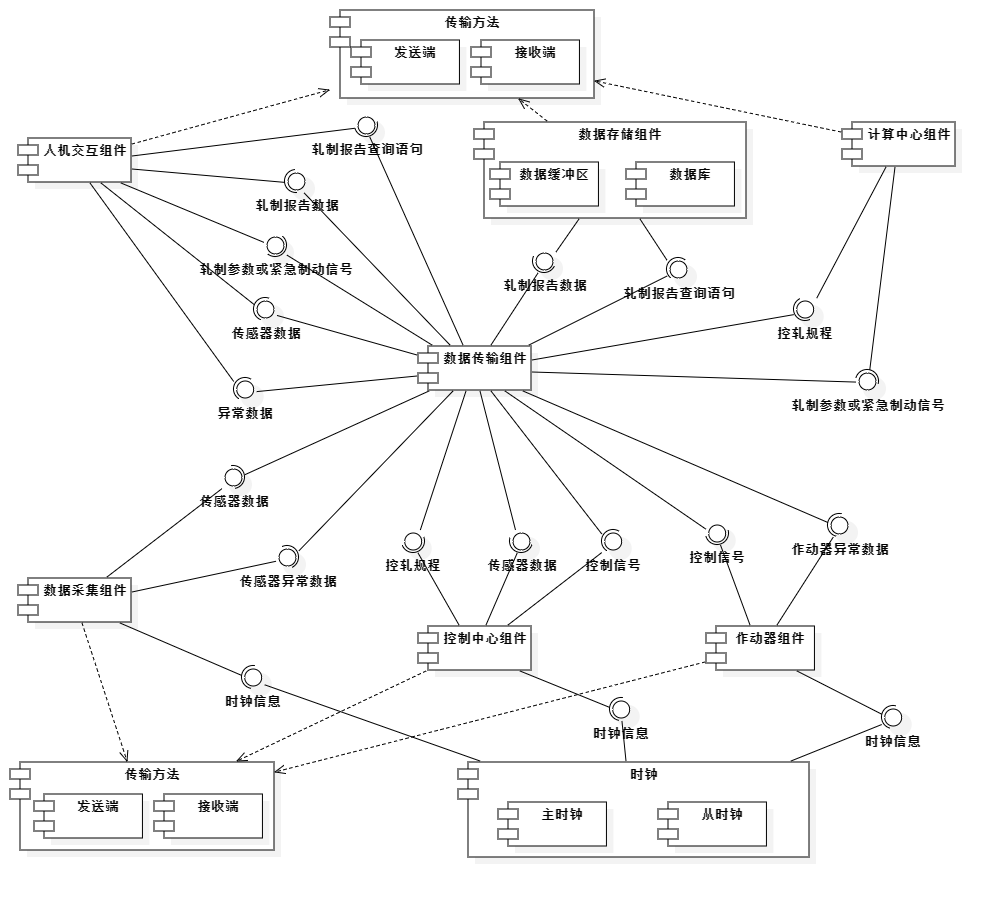 传输方法
发送端
接收端
轧制报告查询语句
数据存储组件
计算中心组件
人机交互组件
数据缓冲区
数据库
轧制报告数据
轧制参数或紧急制动信号
轧制报告数据
轧制报告查询语句
传感器数据
控轧规程
数据传输组件
异常数据
轧制参数或紧急制动信号
传感器数据
传感器异常数据
控轧规程
传感器数据
控制信号
控制信号
作动器异常数据
数据采集组件
控制中心组件
作动器组件
时钟信息
时钟信息
时钟信息
传输方法
发送端
接收端
时钟
主时钟
从时钟